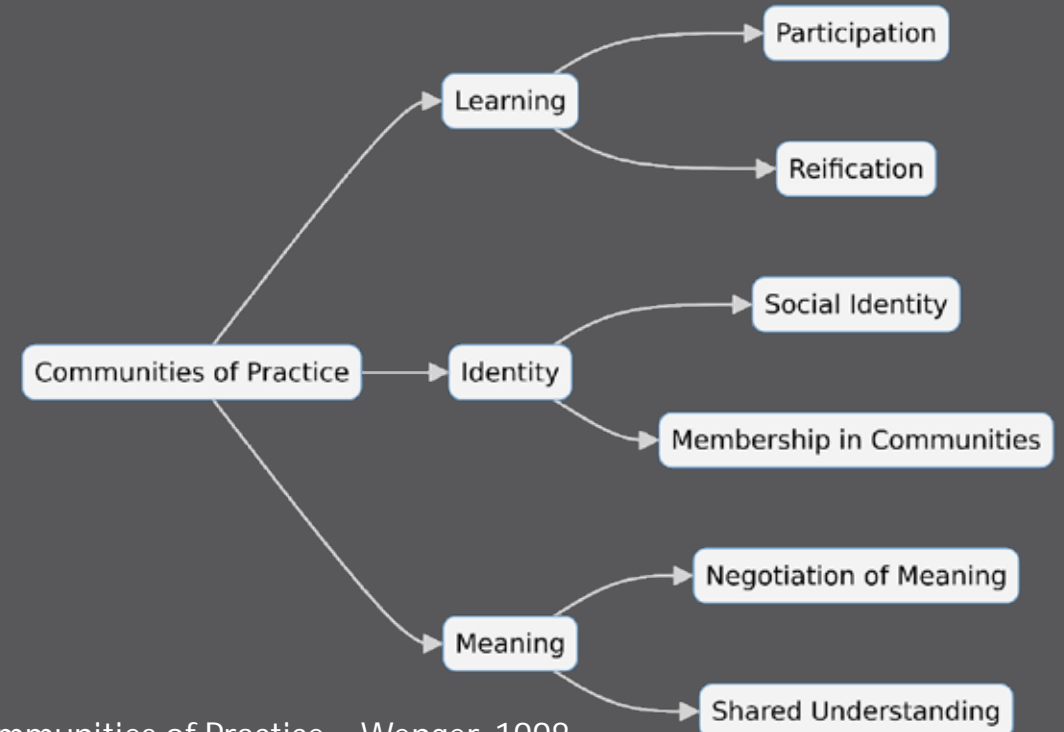 Participation
Learning
Reification
Social Identity
Communities of Practice
Identity
Membership in Communities
Negotiation of Meaning
Meaning
Shared Understanding
of Practice – Wenger, 1998